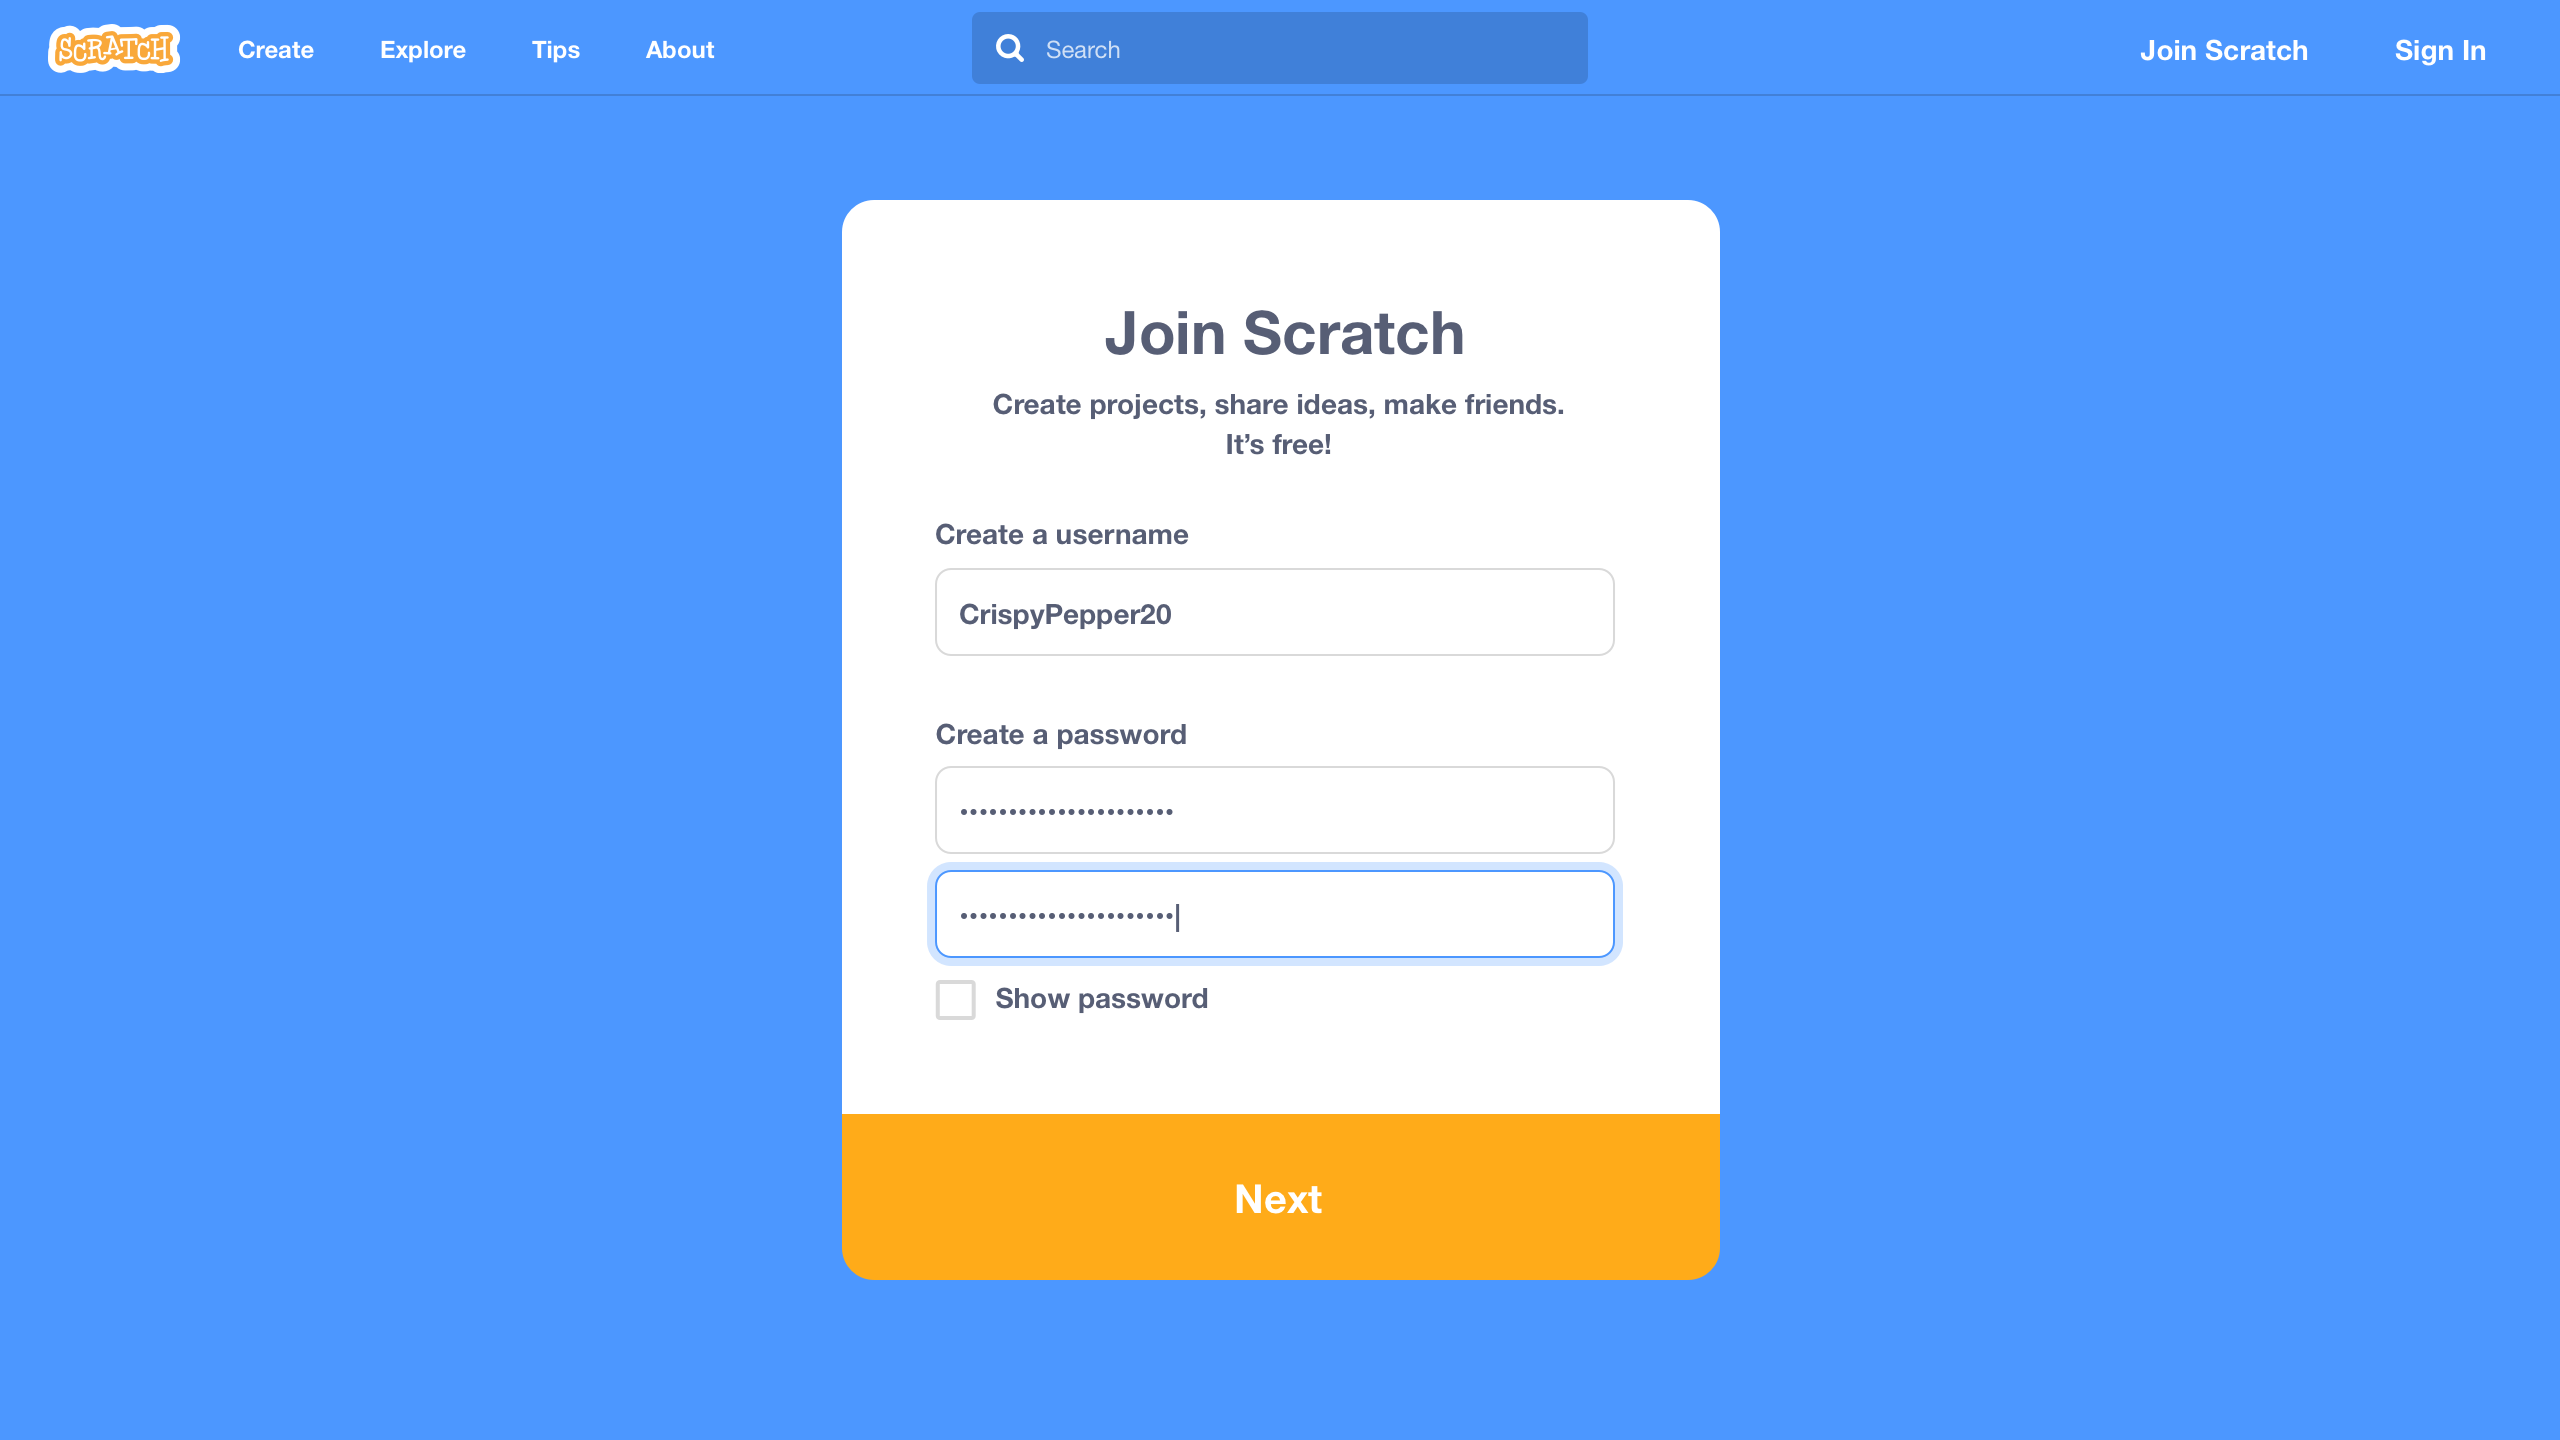 SCRATCH
Create
Explore
Tips
About
Search
Join Scratch
Sign In
Join Scratch
Create projects, share ideas, make friends.
It’s free!
Create a username
CrispyPepper20
Create a password
••••••••••••••••••••••
••••••••••••••••••••••
Show password
Next